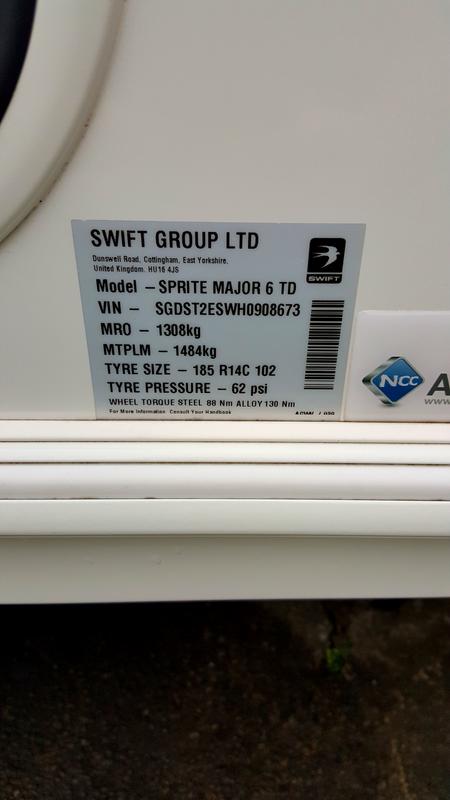 SWIFT GROUP LTD
Dunswell Road, Cottingham, East Yorkshire,
United Kingdom. HU16 4JS
SWIFT
Model – SPRITE MAJOR 6 TD
VIN – SGDST2ESWH0908673
MRO – 1308kg
MTPLM – 1484kg
TYRE SIZE – 185 R14C 102
TYRE PRESSURE – 62 psi
WHEEL TORQUE STEEL 88 Nm ALLOY 130 Nm
For More Information Consult Your Handbook
NCC
www.